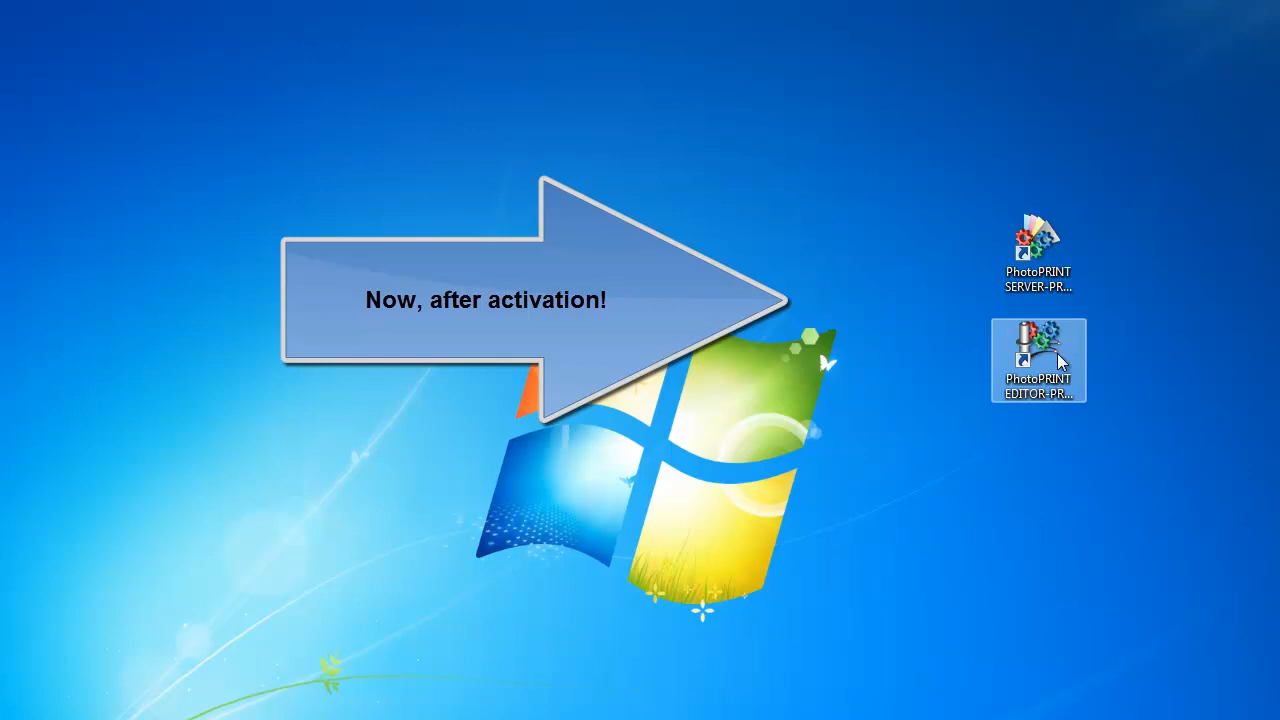 Now, after activation!
PhotoPRINT
SERVER-PR...
PhotoPRINT
EDITOR-PR...